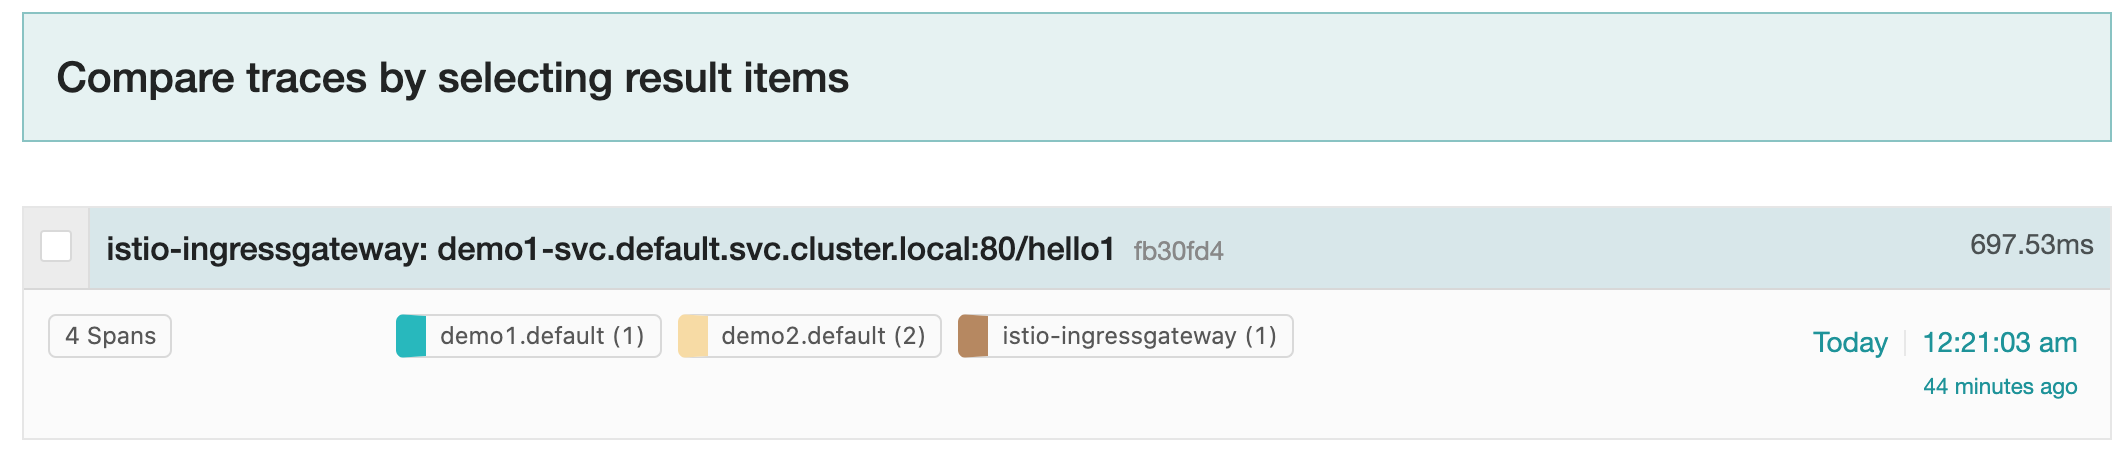 Compare traces by selecting result items
istio-ingressgateway: demo1-svc.default.svc.cluster.local:80/hello1 fb30fd4 697.53ms
4 Spans demo1.default (1) demo2.default (2) istio-ingressgateway (1) Today 12:21:03 am
44 minutes ago